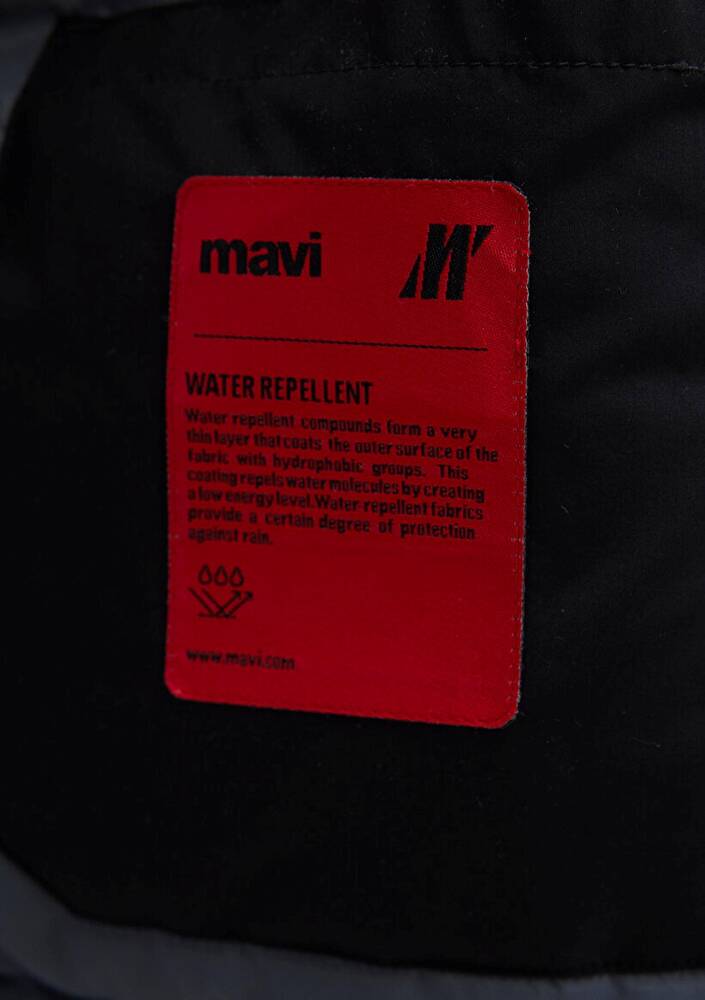 mavi
WATER REPELLENT
Water repellent compounds form a very
thin layer that coats the outer surface of the
fabric with hydrophobic groups. This
coating repels water molecules by creating
a low energy level. Water-repellent fabrics
provide a certain degree of protection
against rain.
www.mavi.com